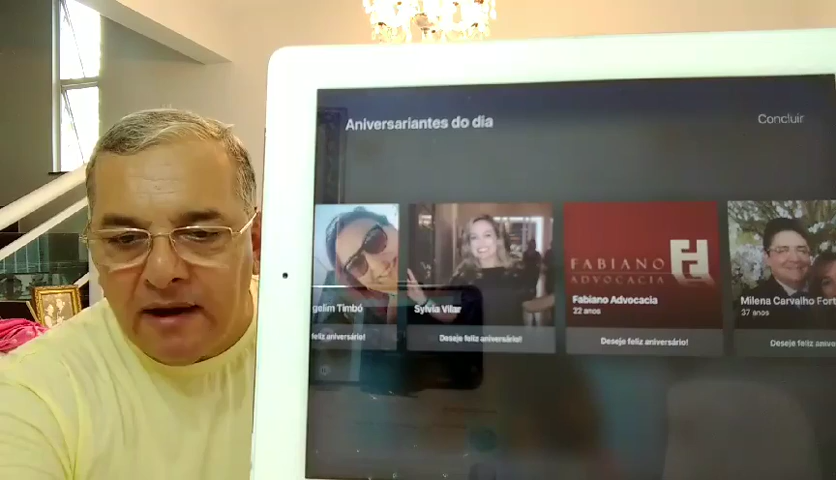 Aniversariantes do dia
Concluir
gelim Timbó
feliz aniversário!
Sylvia Vilar
Deseje feliz aniversário!
FABIANO
ADVOCACIA
Fabiano Advocacia
22 anos
Deseje feliz aniversário!
Milena Carvalho Fort
37 anos
Deseje feliz anive